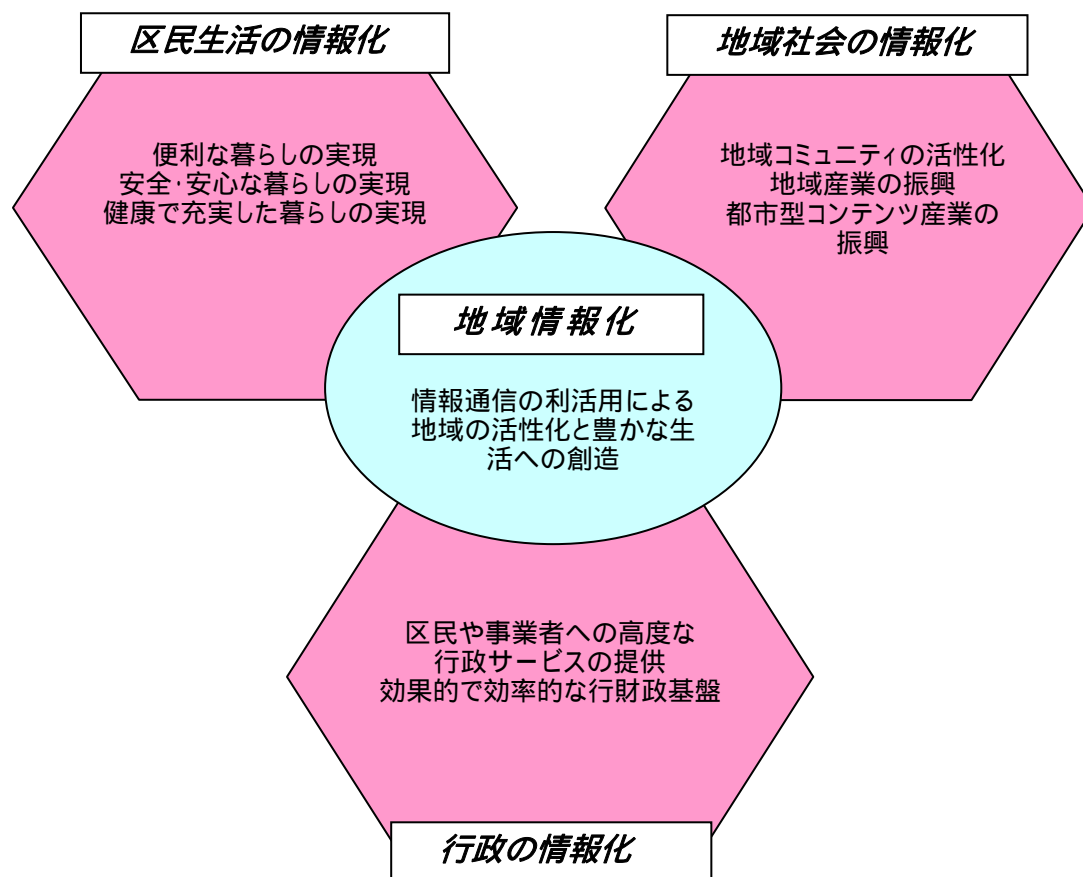 区民生活の情報化
便利な暮らしの実現
安全・安心な暮らしの実現
健康で充実した暮らしの実現
地域社会の情報化
地域コミュニティの活性化
地域産業の振興
都市型コンテンツ産業の
振興
地域情報化
情報通信の利活用による
地域の活性化と豊かな生
活への創造
区民や事業者への高度な
行政サービスの提供
効果的で効率的な行財政基盤
行政の情報化